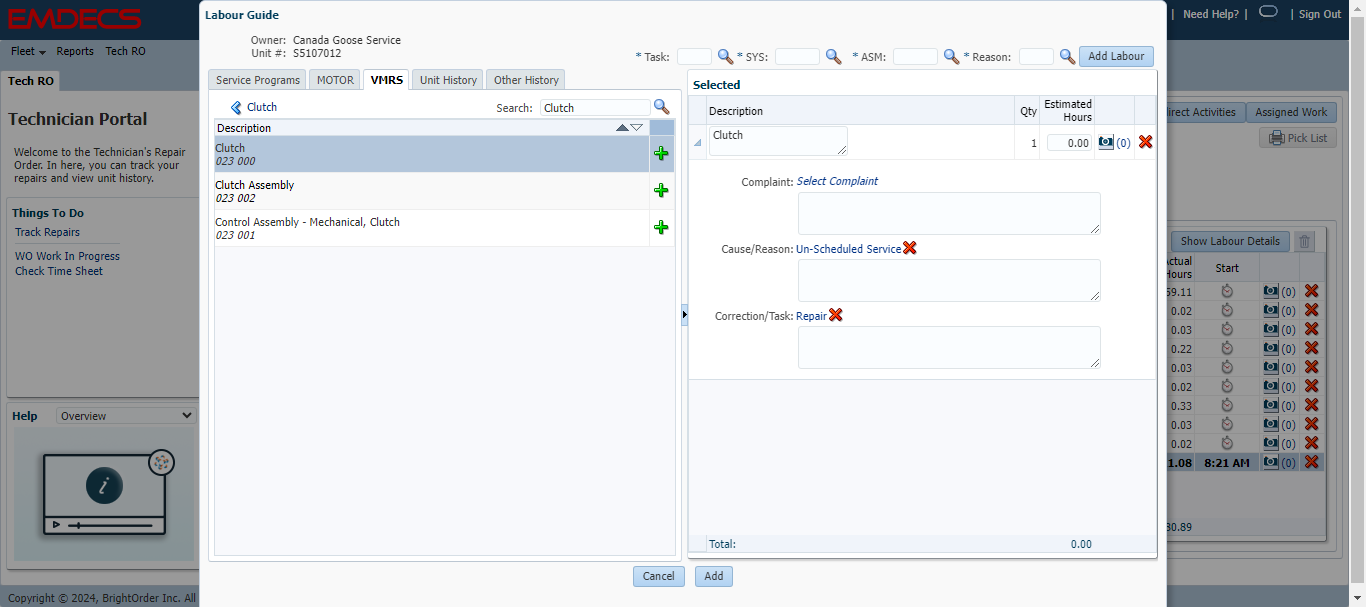 EMDECS
Fleet
Reports
Tech RO
Tech RO
Technician Portal
Welcome to the Technician's Repair
Order. In here, you can track your
repairs and view unit history.
Things To Do
Track Repairs
WO Work In Progress
Check Time Sheet
Help
Overview
i
Copyright © 2024, BrightOrder Inc. All
Labour Guide
Owner: Canada Goose Service
Unit #: S5107012
* Task:
* SYS:
* ASM:
* Reason:
Add Labour
Service Programs
MOTOR
VMRS
Unit History
Other History
Clutch
Search: Clutch
Description
Clutch
023 000
Clutch Assembly
023 002
Control Assembly - Mechanical, Clutch
023 001
Selected
Description
Qty
Estimated
Hours
Clutch
1
0.00
(0)
Complaint: Select Complaint
Cause/Reason: Un-Scheduled Service
Correction/Task: Repair
Total:
0.00
Cancel
Add
| Need Help? | | Sign Out
direct Activities
Assigned Work
Pick List
Show Labour Details
Actual
Hours
Start
59.11 (0)
0.02 (0)
0.03 (0)
0.22 (0)
0.03 (0)
0.02 (0)
0.33 (0)
0.03 (0)
0.02 (0)
1.08 8:21 AM (0)
30.89